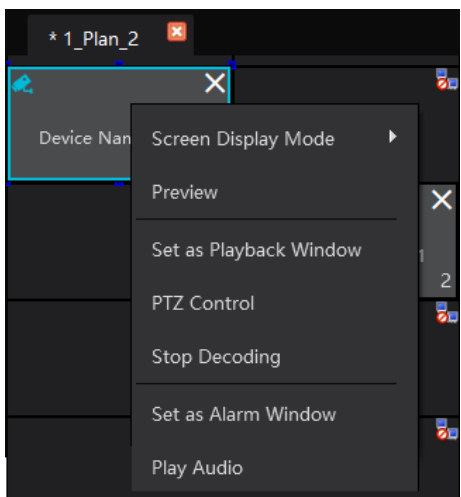 * 1_Plan_2
Device Nan
Screen Display Mode
Preview
Set as Playback Window
1
2
PTZ Control
Stop Decoding
Set as Alarm Window
Play Audio